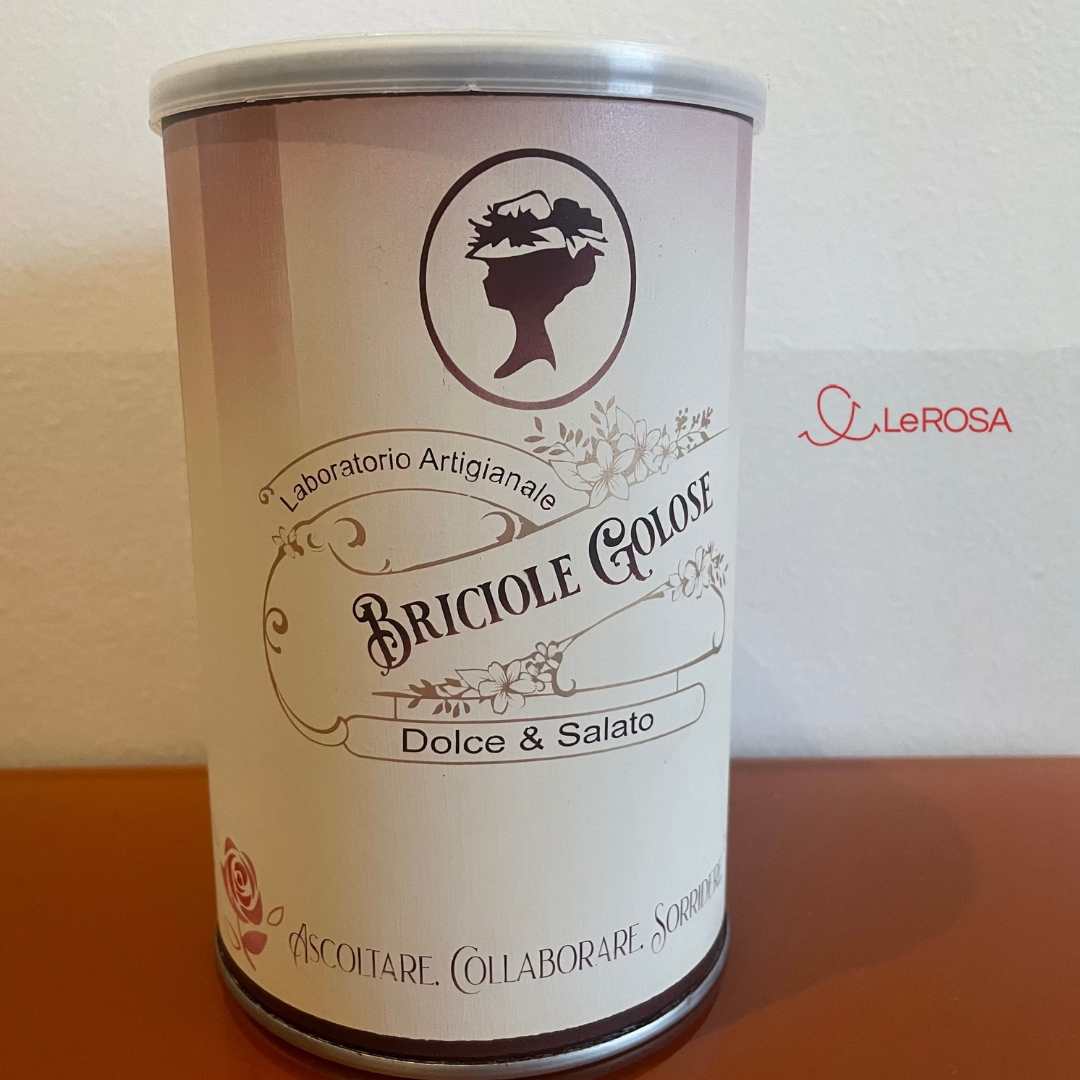 Laboratorio Artigianale
BRICIOLE GOLOSE
Dolce & Salato
ASCOLTARE. COLLABORARE. SORRIDERE
LeROSA